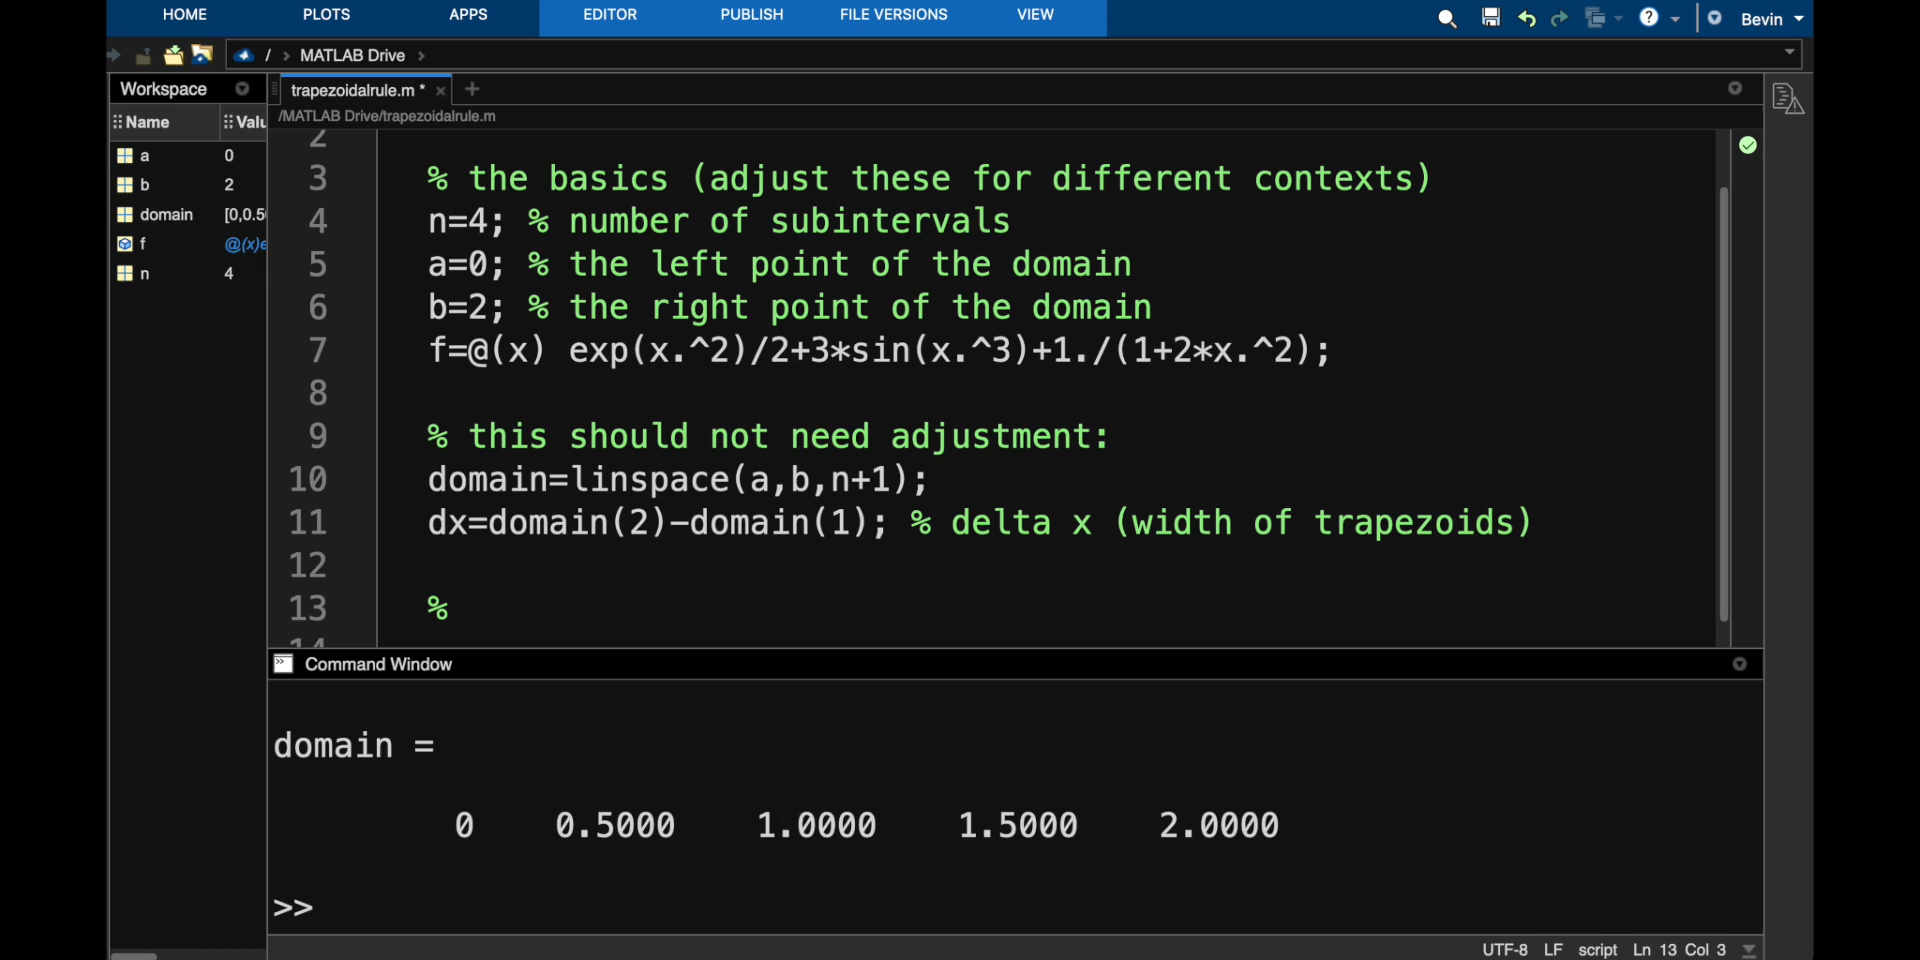 HOME PLOTS APPS EDITOR PUBLISH FILE VERSIONS VIEW Bevin
/ > MATLAB Drive >
Workspace
trapezoidalrule.m * × +
/MATLAB Drive/trapezoidalrule.m
Name Valu
a 0
b 2
domain [0,0.5
f @(x)e
n 4
2
3 % the basics (adjust these for different contexts)
4 n=4; % number of subintervals
5 a=0; % the left point of the domain
6 b=2; % the right point of the domain
7 f=@(x) exp(x.^2)/2+3*sin(x.^3)+1./(1+2*x.^2);
8
9 % this should not need adjustment:
10 domain=linspace(a,b,n+1);
11 dx=domain(2)-domain(1); % delta x (width of trapezoids)
12
13 %
14
Command Window
domain =
0 0.5000 1.0000 1.5000 2.0000
>>
UTF-8 LF script Ln 13 Col 3